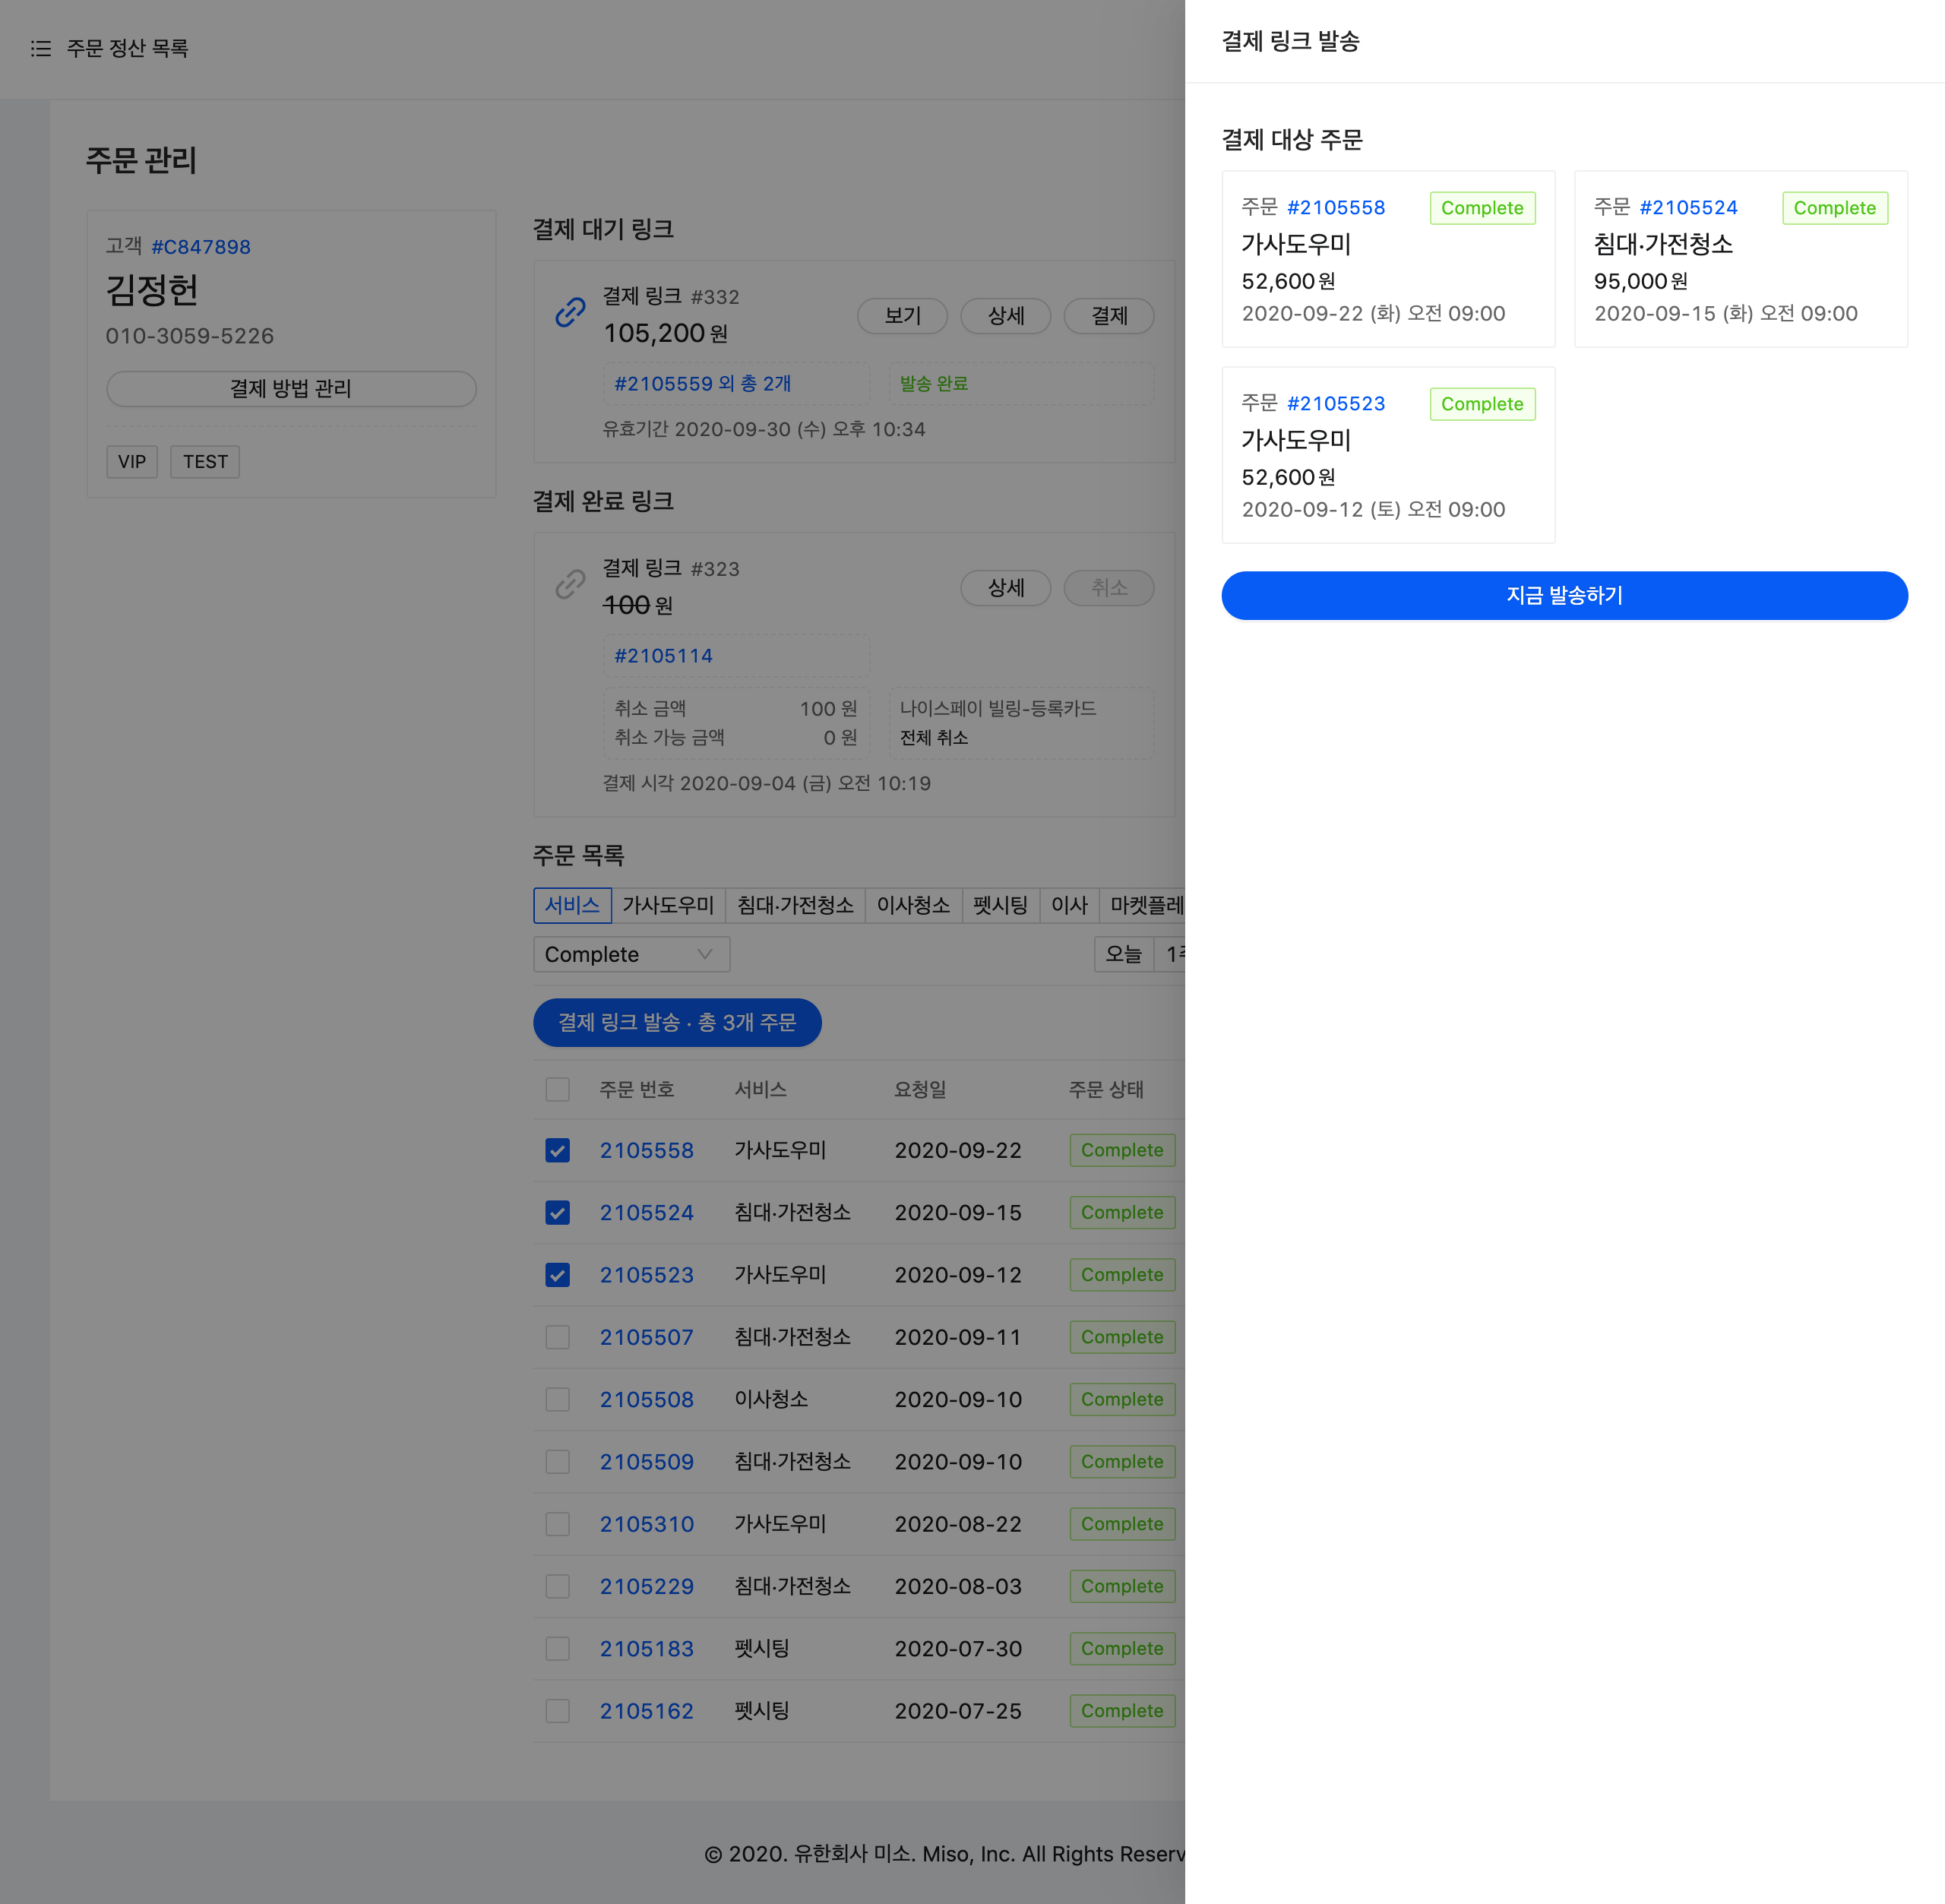 주문 정산 목록
주문 관리
고객 #C847898
김정헌
010-3059-5226
결제 방법 관리
VIP TEST
결제 대기 링크
결제 링크 #332
105,200 원
보기 상세 결제
#2105559 외 총 2개
발송 완료
유효기간 2020-09-30 (수) 오후 10:34
결제 완료 링크
결제 링크 #323
100 원
상세 취소
#2105114
취소 금액 100 원
취소 가능 금액 0 원
나이스페이 빌링-등록카드
전체 취소
결제 시각 2020-09-04 (금) 오전 10:19
주문 목록
서비스 가사도우미 침대·가전청소 이사청소 펫시팅 이사 마켓플레
Complete 오늘 1
결제 링크 발송 · 총 3개 주문
주문 번호 서비스 요청일 주문 상태
2105558 가사도우미 2020-09-22 Complete
2105524 침대·가전청소 2020-09-15 Complete
2105523 가사도우미 2020-09-12 Complete
2105507 침대·가전청소 2020-09-11 Complete
2105508 이사청소 2020-09-10 Complete
2105509 침대·가전청소 2020-09-10 Complete
2105310 가사도우미 2020-08-22 Complete
2105229 침대·가전청소 2020-08-03 Complete
2105183 펫시팅 2020-07-30 Complete
2105162 펫시팅 2020-07-25 Complete
© 2020. 유한회사 미소. Miso, Inc. All Rights Reserv
결제 링크 발송
결제 대상 주문
주문 #2105558 Complete
가사도우미
52,600원
2020-09-22 (화) 오전 09:00
주문 #2105524 Complete
침대·가전청소
95,000원
2020-09-15 (화) 오전 09:00
주문 #2105523 Complete
가사도우미
52,600원
2020-09-12 (토) 오전 09:00
지금 발송하기